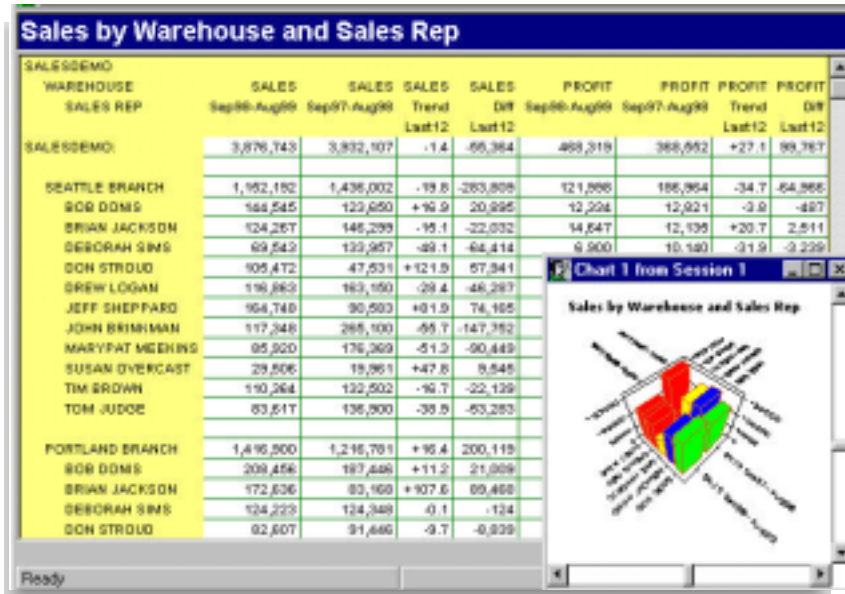 Sales by Warehouse and Sales Rep
SALESDEMO
WAREHOUSE SALES SALES SALES SALES PROFIT PROFIT PROFIT PROFIT
SALES REP Sep98-Aug99 Sep97-Aug98 Trend Diff Sep98-Aug99 Sep97-Aug98 Trend Diff
Last12 Last12 Last12 Last12
SALESDEMO: 3,876,743 3,932,107 -1.4 -55,364 468,319 368,552 +27.1 99,767
SEATTLE BRANCH 1,152,192 1,436,002 -19.8 -283,809 121,998 186,964 -34.7 -64,966
BOB DONIS 144,545 123,650 +16.9 20,895 12,334 12,821 -3.8 -487
BRIAN JACKSON 124,267 146,299 -15.1 -22,032 14,647 12,136 +20.7 2,511
DEBORAH SIMS 69,543 133,957 -48.1 -64,414 6,900 10,140 -31.9 -3,239
DON STROUD 105,472 47,531 +121.9 57,941
DREW LOGAN 116,863 163,150 -28.4 -46,287
JEFF SHEPPARD 164,748 90,583 +81.9 74,165
JOHN BRINKMAN 117,348 265,100 -55.7 -147,752
MARYPAT MEEKINS 85,920 176,369 -51.3 -90,449
SUSAN OVERCAST 29,506 19,961 +47.8 9,545
TIM BROWN 110,364 132,502 -16.7 -22,139
TOM JUDGE 83,617 136,900 -38.9 -53,283
PORTLAND BRANCH 1,416,900 1,216,781 +16.4 200,119
BOB DONIS 208,456 187,446 +11.2 21,009
BRIAN JACKSON 172,636 83,168 +107.6 89,468
DEBORAH SIMS 124,223 124,348 -0.1 -124
DON STROUD 82,607 91,446 -9.7 -8,839
Chart 1 from Session 1
Sales by Warehouse and Sales Rep
Ready